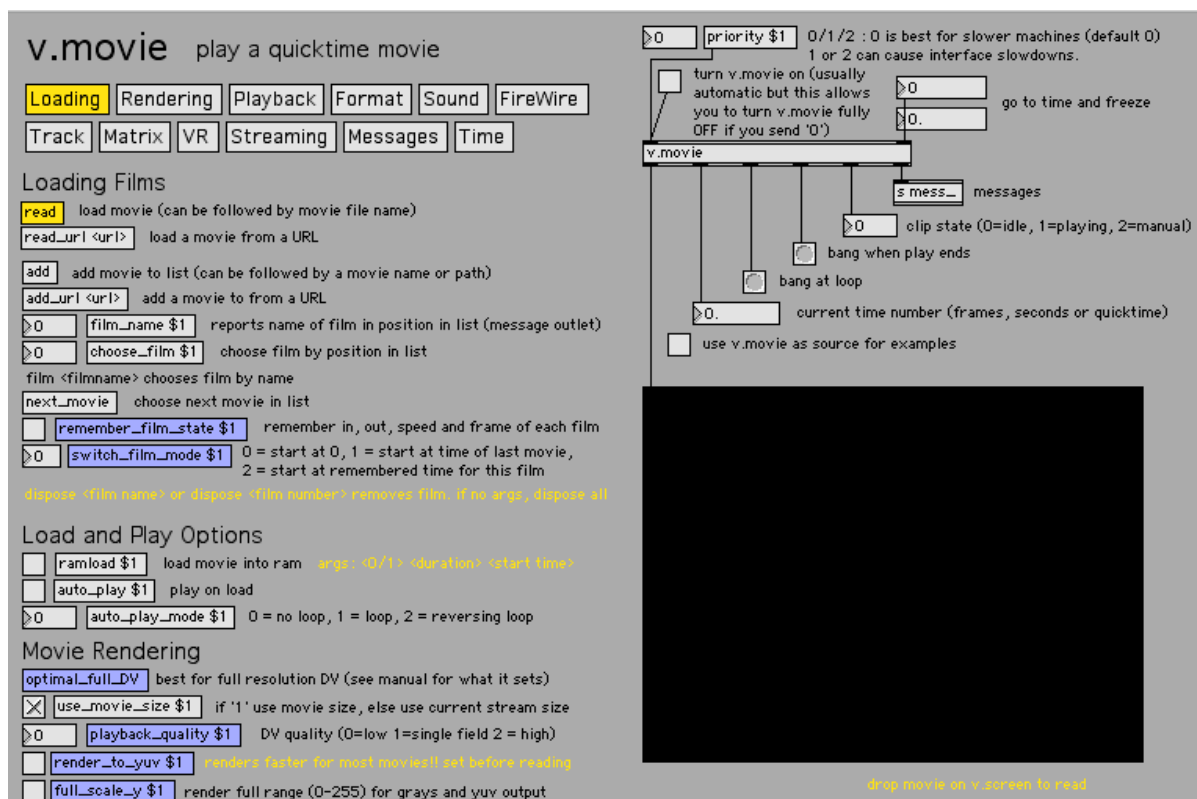 v.movie play a quicktime movie
Loading Rendering Playback Format Sound FireWire
Track Matrix VR Streaming Messages Time
Loading Films
read load movie (can be followed by movie file name)
read_url <url> load a movie from a URL
add add movie to list (can be followed by a movie name or path)
add_url <url> add a movie to from a URL
0 film_name $1 reports name of film in position in list (message outlet)
0 choose_film $1 choose film by position in list
film <filmname> chooses film by name
next_movie choose next movie in list
remember_film_state $1 remember in, out, speed and frame of each film
0 switch_film_mode $1 0 = start at 0, 1 = start at time of last movie,
2 = start at remembered time for this film
dispose <film name> or dispose <film number> removes film. if no args, dispose all
Load and Play Options
ramload $1 load movie into ram args: <0/1> <duration> <start time>
auto_play $1 play on load
0 auto_play_mode $1 0 = no loop, 1 = loop, 2 = reversing loop
Movie Rendering
optimal_full_DV best for full resolution DV (see manual for what it sets)
use_movie_size $1 if '1' use movie size, else use current stream size
0 playback_quality $1 DV quality (0=low 1=single field 2 = high)
render_to_yuv $1 renders faster for most movies!! set before reading
full_scale_y $1 render full range (0-255) for grays and yuv output
0 priority $1 0/1/2 : 0 is best for slower machines (default 0)
1 or 2 can cause interface slowdowns.
turn v.movie on (usually
automatic but this allows
you to turn v.movie fully
OFF if you send '0')
0
0.
go to time and freeze
v.movie
s mess_ messages
0 clip state (0=idle, 1=playing, 2=manual)
bang when play ends
bang at loop
0. current time number (frames, seconds or quicktime)
use v.movie as source for examples
drop movie on v.screen to read